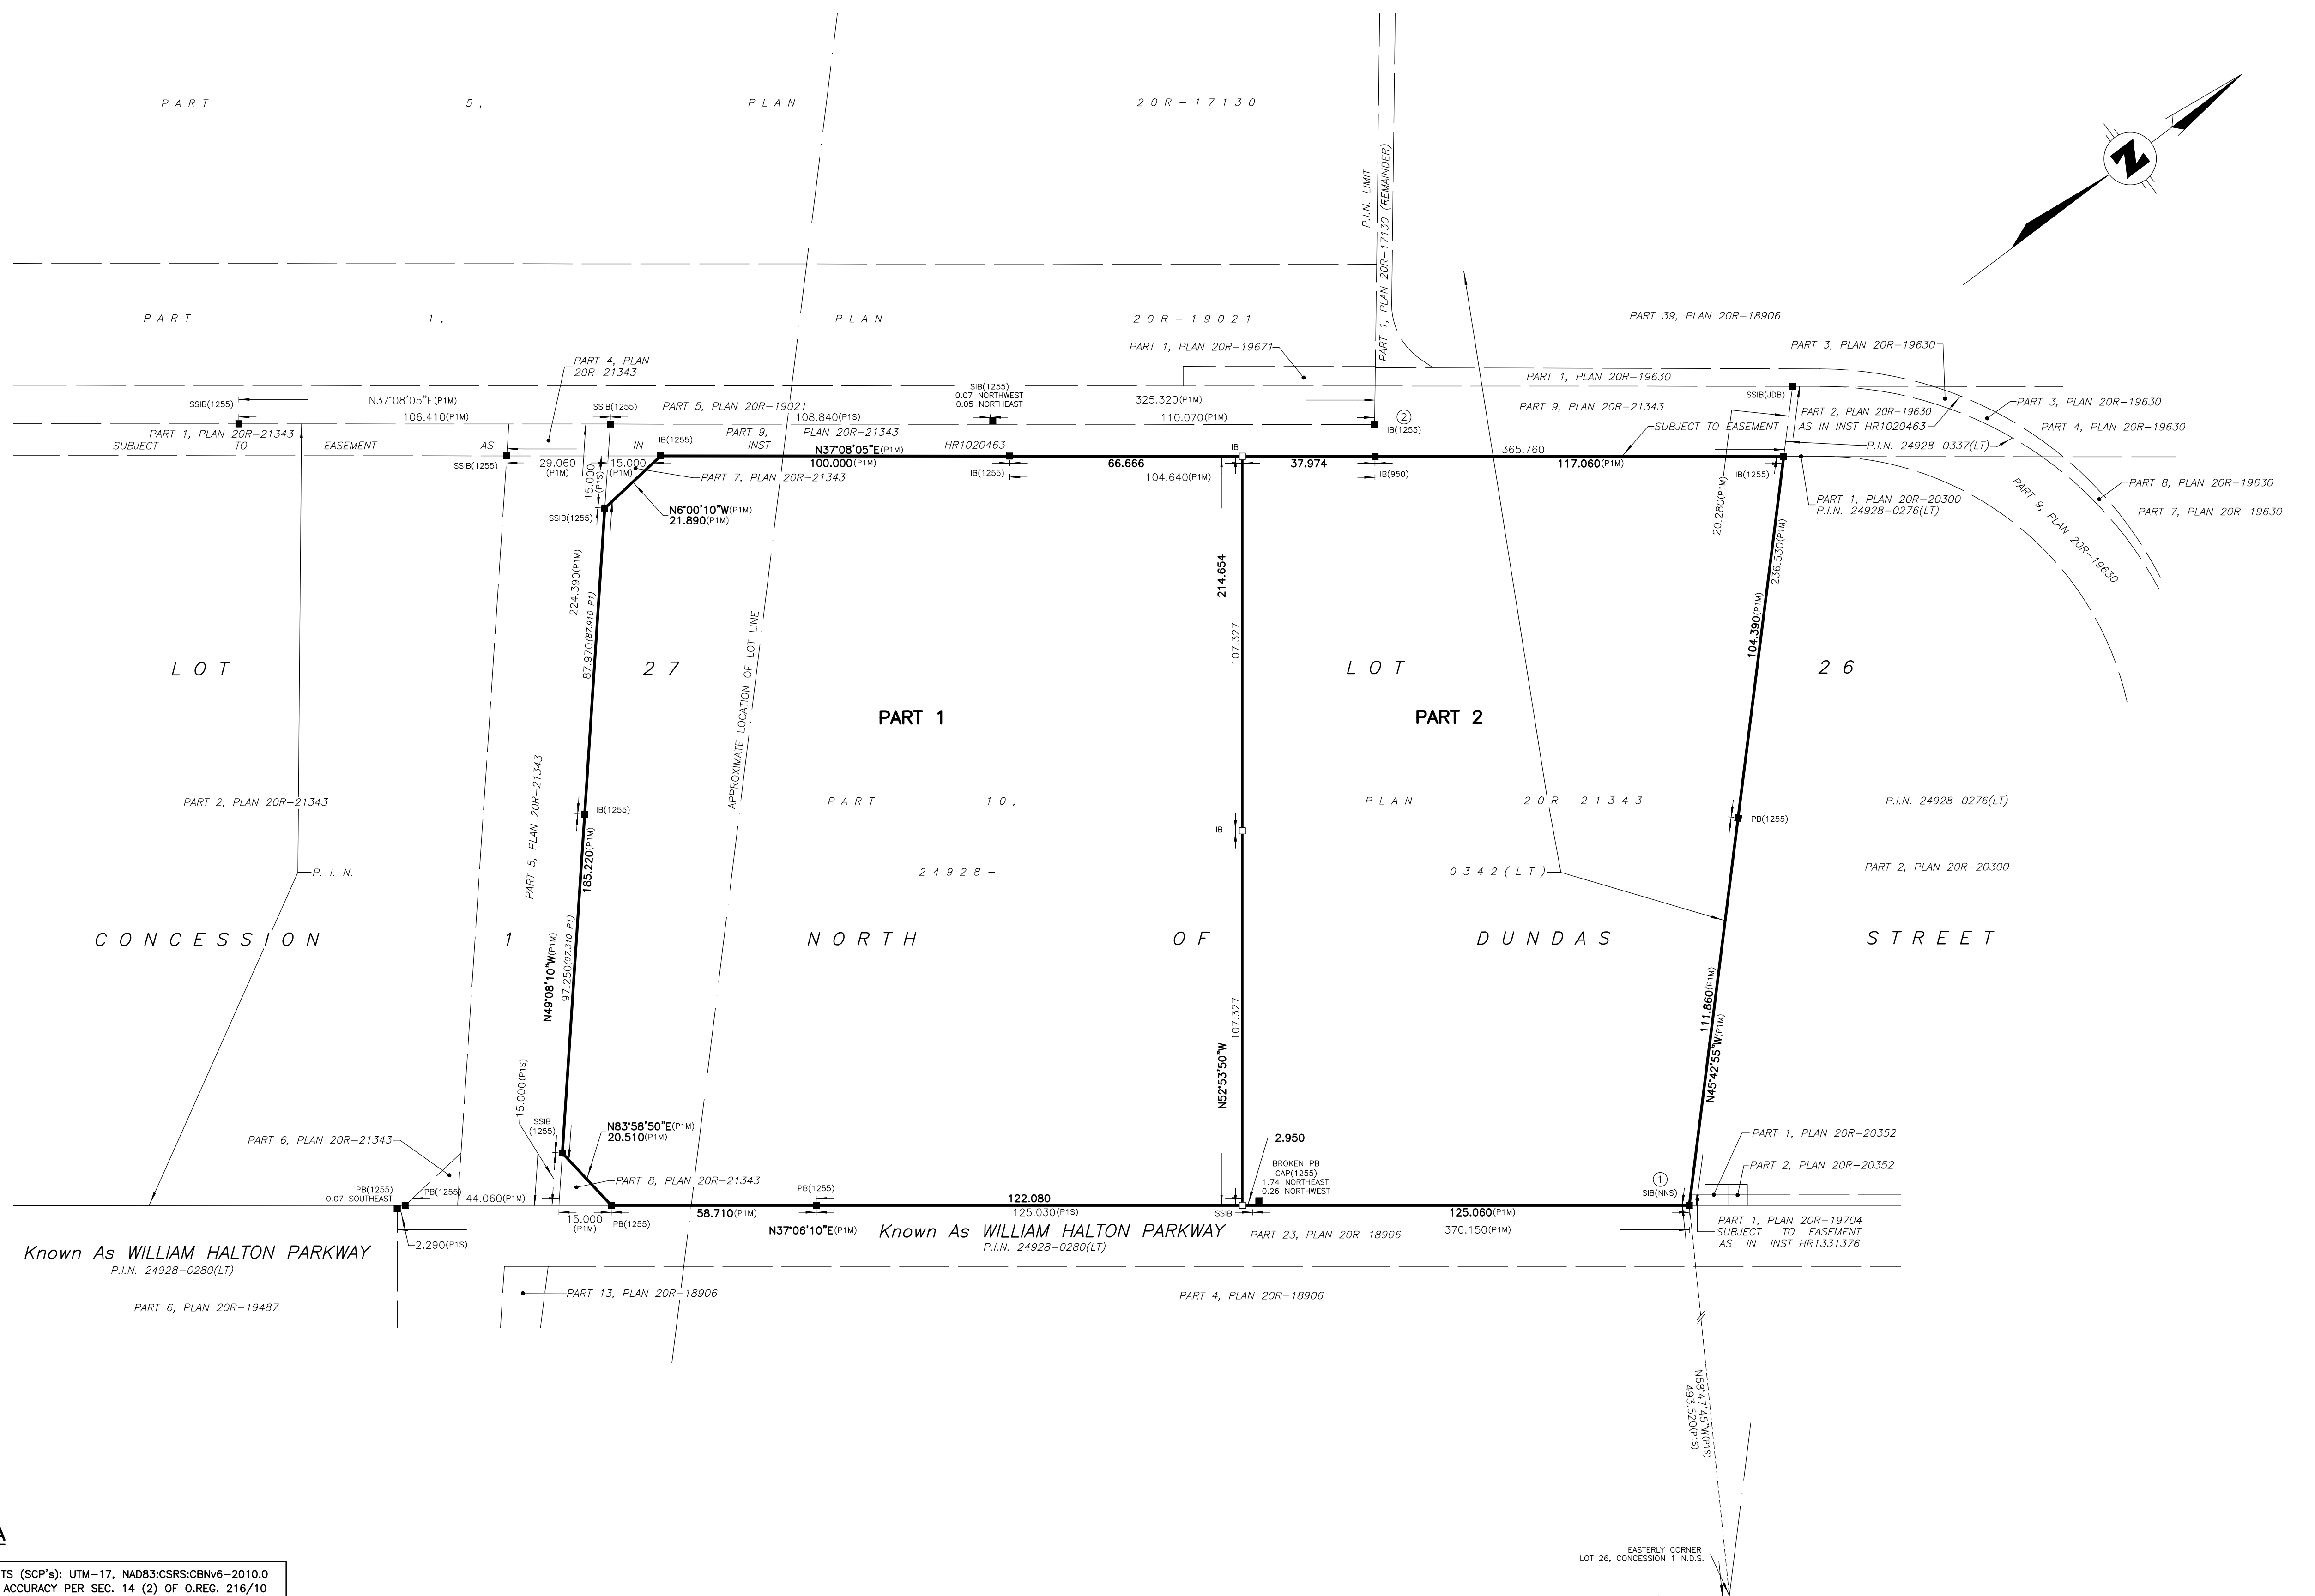 PART 5, PLAN 20R-17130
N
P.I.N. LIMIT
PART 1, PLAN 20R-17130 (REMAINDER)
PART 1, PLAN 20R-19021
PART 39, PLAN 20R-18906
PART 1, PLAN 20R-19671
PART 3, PLAN 20R-19630
PART 4, PLAN
20R-21343
PART 1, PLAN 20R-19630
SIB(1255)
0.07 NORTHWEST
0.05 NORTHEAST
SSIB(JDB)
N37°08'05"E(P1M)
325.320(P1M)
SSIB(1255)
SSIB(1255)
PART 5, PLAN 20R-19021
PART 9, PLAN 20R-21343
PART 2, PLAN 20R-19630
PART 3, PLAN 20R-19630
106.410(P1M)
108.840(P1S)
110.070(P1M)
2
IB(1255)
PART 4, PLAN 20R-19630
PART 1, PLAN 20R-21343
PART 9, PLAN 20R-21343
SUBJECT TO EASEMENT AS IN INST HR1020463
SUBJECT TO EASEMENT AS IN INST HR1020463
P.I.N. 24928-0337(LT)
IB(1255)
N37°08'05"E(P1M)
IB
365.760
SSIB(1255)
29.060
(P1M)
15.000
(P1M)
100.000(P1M)
66.666
37.974
117.060(P1M)
IB(1255)
104.640(P1M)
IB(950)
IB(1255)
15.000
(P1S)
PART 7, PLAN 20R-21343
PART 8, PLAN 20R-19630
PART 7, PLAN 20R-19630
PART 9, PLAN 20R-19630
PART 1, PLAN 20R-20300
P.I.N. 24928-0276(LT)
SSIB(1255)
N6°00'10"W(P1M)
21.890(P1M)
20.280(P1M)
236.530(P1M)
224.390(P1M)
87.970(87.910 P1)
214.654
107.327
104.390(P1M)
APPROXIMATE LOCATION OF LOT LINE
LOT 27
LOT 26
PART 1
PART 2
PART 2, PLAN 20R-21343
PART 5, PLAN 20R-21343
PART 10, PLAN 20R-21343
P.I.N. 24928-0276(LT)
IB(1255)
IB
PB(1255)
P.I.N.
24928-
0342(LT)
PART 2, PLAN 20R-20300
185.220(P1M)
97.250(97.310 P1)
N49°08'10"W(P1M)
CONCESSION 1 NORTH OF DUNDAS STREET
107.327
N52°53'50"W
111.860(P1M)
N45°42'55"W(P1M)
15.000(P1S)
SSIB
(1255)
N83°58'50"E(P1M)
20.510(P1M)
PART 6, PLAN 20R-21343
2.950
PART 1, PLAN 20R-20352
PART 2, PLAN 20R-20352
BROKEN PB
CAP(1255)
1.74 NORTHEAST
0.26 NORTHWEST
PART 8, PLAN 20R-21343
1
SIB(NNS)
PB(1255)
0.07 SOUTHEAST
PB(1255)
44.060(P1M)
PB(1255)
122.080
15.000
(P1M)
PB(1255)
58.710(P1M)
125.030(P1S)
SSIB
125.060(P1M)
N37°06'10"E(P1M)
370.150(P1M)
2.290(P1S)
Known As WILLIAM HALTON PARKWAY
P.I.N. 24928-0280(LT)
Known As WILLIAM HALTON PARKWAY
P.I.N. 24928-0280(LT)
PART 23, PLAN 20R-18906
PART 1, PLAN 20R-19704
SUBJECT TO EASEMENT
AS IN INST HR1331376
PART 6, PLAN 20R-19487
PART 13, PLAN 20R-18906
PART 4, PLAN 20R-18906
N58°47'45"W(P1S)
493.520(P1S)
EASTERLY CORNER
LOT 26, CONCESSION 1 N.D.S.
A
NTS (SCP's): UTM-17, NAD83:CSRS:CBNv6-2010.0
ACCURACY PER SEC. 14 (2) OF O.REG. 216/10